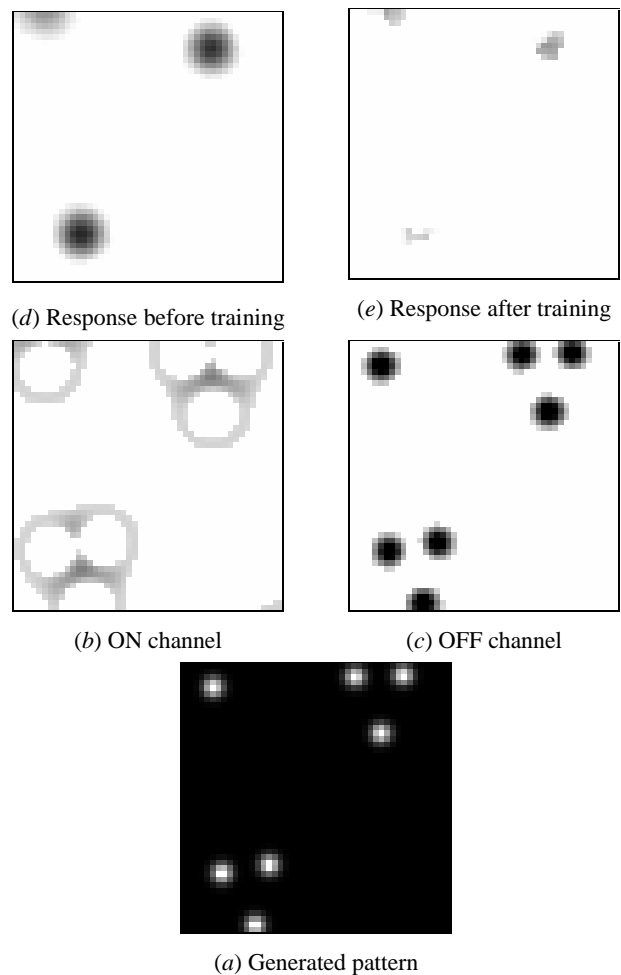 (d) Response before training
(e) Response after training
(b) ON channel
(c) OFF channel
(a) Generated pattern